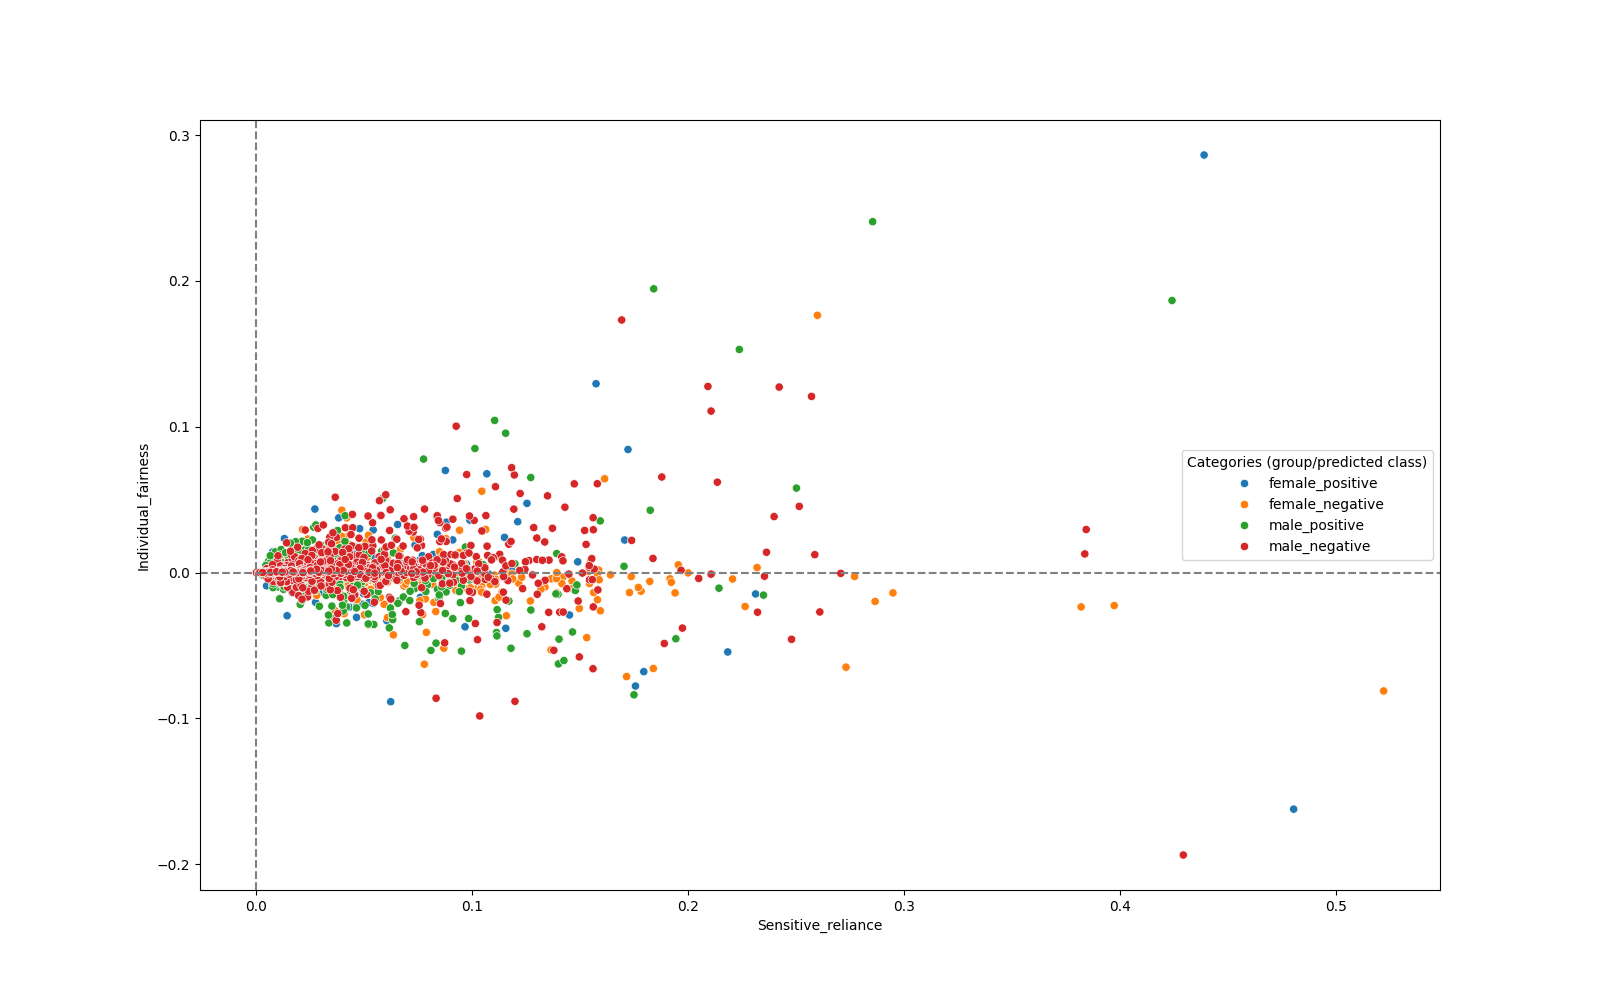 0.3
0.2
0.1
0.0
−0.1
−0.2
Individual_fairness
0.0 0.1 0.2 0.3 0.4 0.5
Sensitive_reliance
Categories (group/predicted class)
female_positive
female_negative
male_positive
male_negative